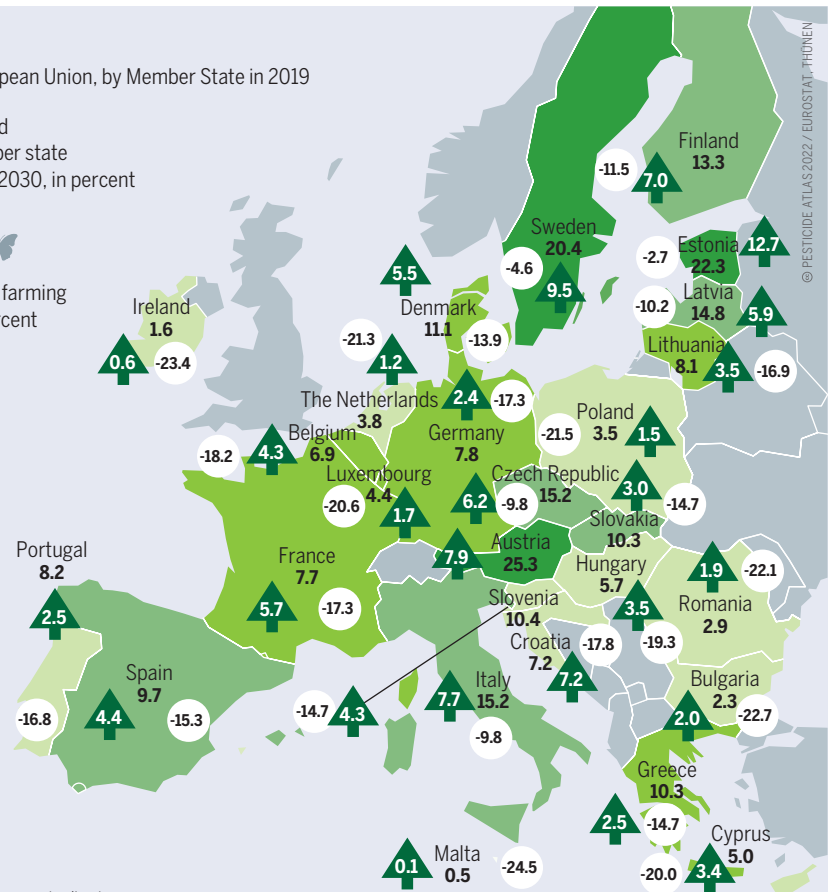 pean Union, by Member State in 2019
d
per state
2030, in percent
farming
cent
© PESTICIDE ATLAS 2022 / EUROSTAT, THÜNEN
Finland
13.3
-11.5
7.0
Sweden
20.4
-4.6
9.5
Estonia
22.3
-2.7
12.7
Latvia
14.8
-10.2
5.9
Lithuania
8.1
3.5
-16.9
5.5
Denmark
11.1
-13.9
Ireland
1.6
0.6
-23.4
-21.3
1.2
The Netherlands
3.8
2.4
-17.3
Germany
7.8
Poland
3.5
-21.5
1.5
-18.2
4.3
Belgium
6.9
Luxembourg
4.4
-20.6
1.7
Czech Republic
15.2
6.2
-9.8
3.0
-14.7
Slovakia
10.3
Austria
25.3
7.9
Hungary
5.7
3.5
-19.3
1.9
-22.1
Romania
2.9
France
7.7
5.7
-17.3
Portugal
8.2
2.5
-16.8
Spain
9.7
4.4
-15.3
Slovenia
10.4
-14.7
4.3
Croatia
7.2
-17.8
7.2
Italy
15.2
7.7
-9.8
Bulgaria
2.3
2.0
-22.7
Greece
10.3
2.5
-14.7
Cyprus
5.0
-20.0
3.4
Malta
0.5
0.1
-24.5